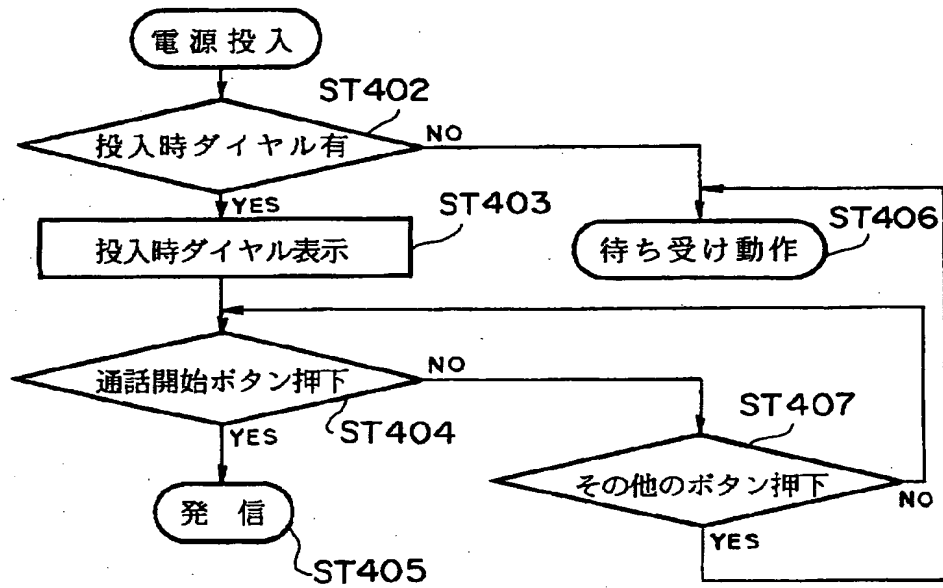 電源投入
ST402
投入時ダイヤル有
NO
YES
ST403
投入時ダイヤル表示
ST406
待ち受け動作
通話開始ボタン押下
NO
ST404
YES
ST407
その他のボタン押下
NO
YES
発信
ST405